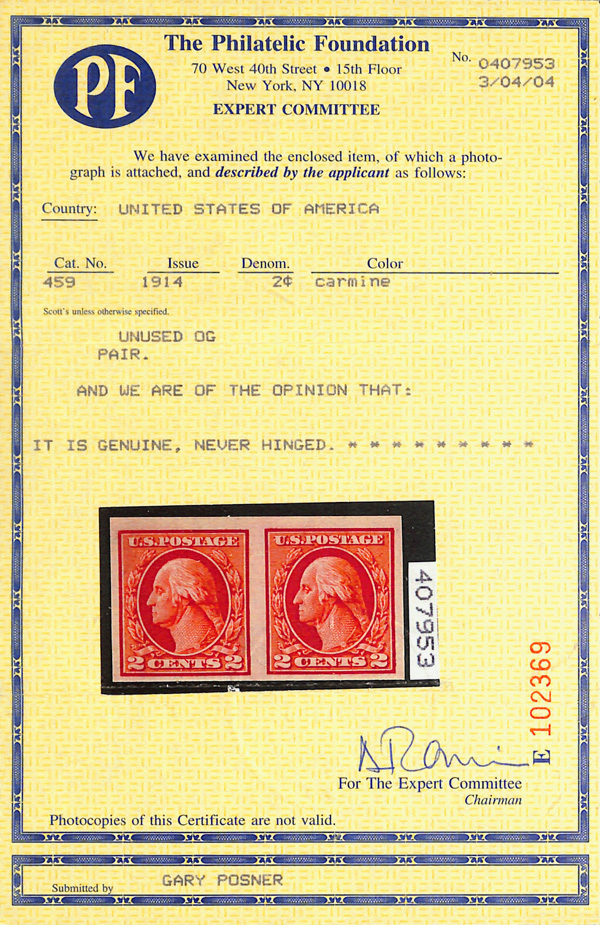 PF
The Philatelic Foundation
70 West 40th Street • 15th Floor
New York, NY 10018
EXPERT COMMITTEE
No. 0407953
3/04/04
We have examined the enclosed item, of which a photo-
graph is attached, and described by the applicant as follows:
Country: UNITED STATES OF AMERICA
Cat. No. Issue Denom. Color
459 1914 2¢ carmine
Scott's unless otherwise specified.
UNUSED OG
PAIR.
AND WE ARE OF THE OPINION THAT:
IT IS GENUINE, NEVER HINGED. * * * * * * * * *
U.S.POSTAGE U.S.POSTAGE
2 CENTS 2 2 CENTS 2
407953
E 102369
For The Expert Committee
Chairman
Photocopies of this Certificate are not valid.
Submitted by GARY POSNER